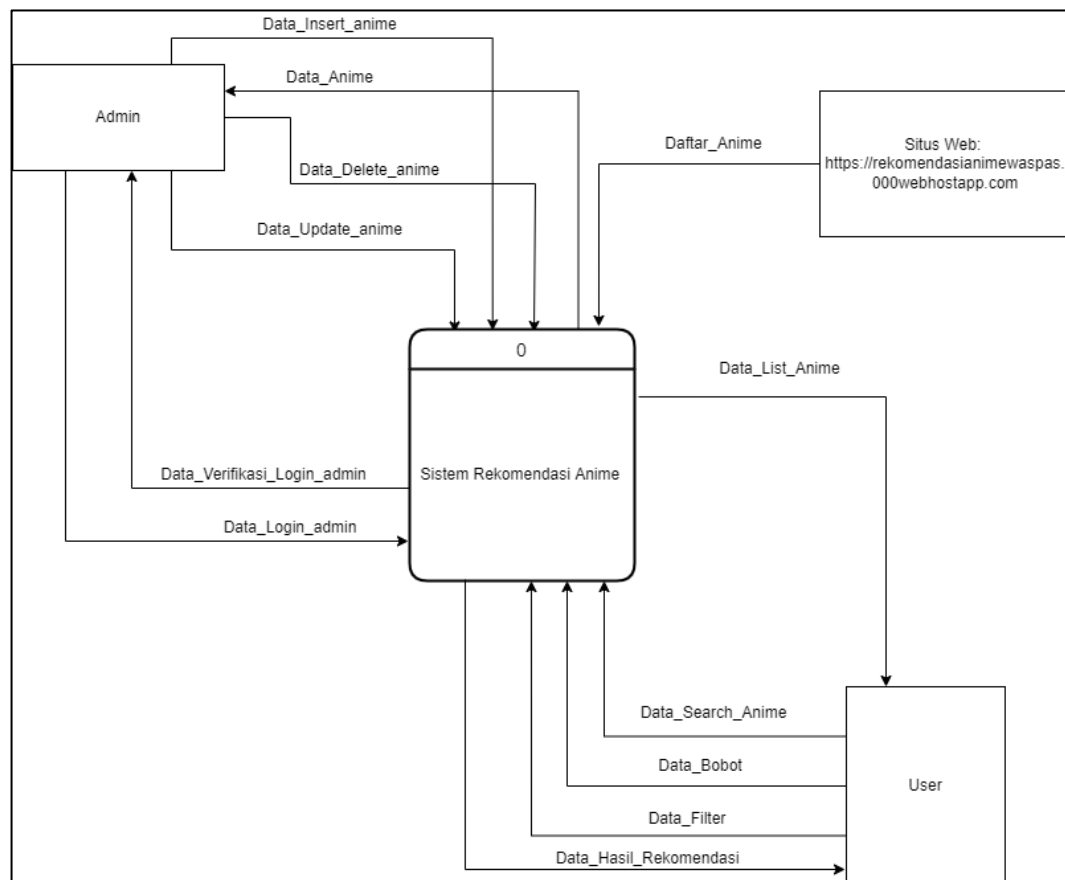 Data_Insert_anime
Data_Anime
Admin
Situs Web:
https://rekomendasianimewaspas.
000webhostapp.com
Daftar_Anime
Data_Delete_anime
Data_Update_anime
0
Data_List_Anime
Data_Verifikasi_Login_admin
Sistem Rekomendasi Anime
Data_Login_admin
Data_Search_Anime
Data_Bobot
User
Data_Filter
Data_Hasil_Rekomendasi